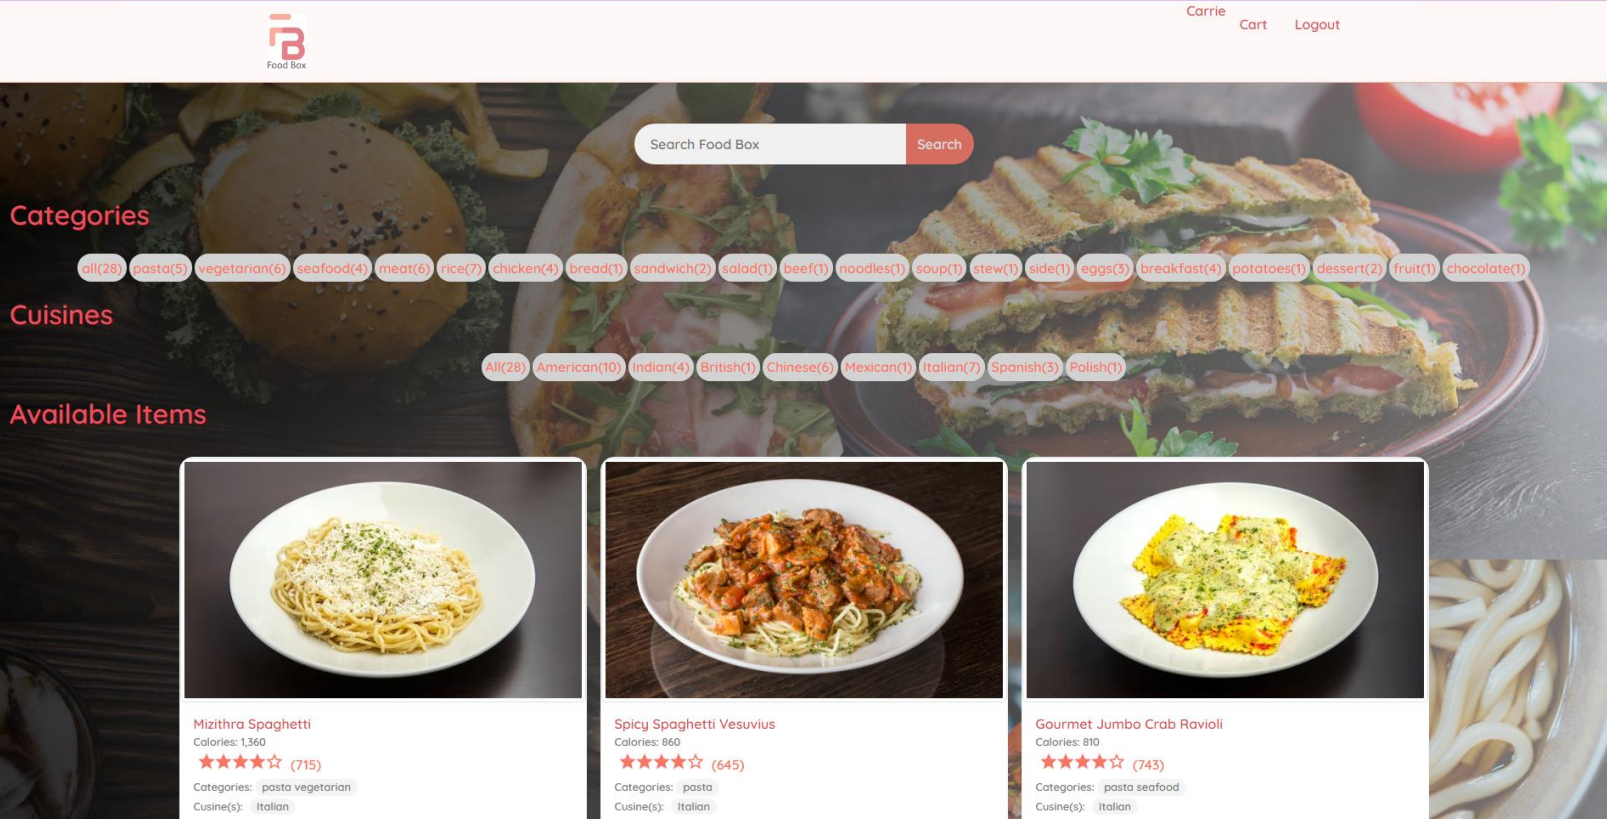 Food Box
Carrie
Cart Logout
Search Food Box Search
Categories
all(28) pasta(5) vegetarian(6) seafood(4) meat(6) rice(7) chicken(4) bread(1) sandwich(2) salad(1) beef(1) noodles(1) soup(1) stew(1) side(1) eggs(3) breakfast(4) potatoes(1) dessert(2) fruit(1) chocolate(1)
Cuisines
All(28) American(10) Indian(4) British(1) Chinese(6) Mexican(1) Italian(7) Spanish(3) Polish(1)
Available Items
Mizithra Spaghetti
Calories: 1,360
(715)
Categories: pasta vegetarian
Cusine(s): Italian
Spicy Spaghetti Vesuvius
Calories: 860
(645)
Categories: pasta
Cusine(s): Italian
Gourmet Jumbo Crab Ravioli
Calories: 810
(743)
Categories: pasta seafood
Cusine(s): Italian